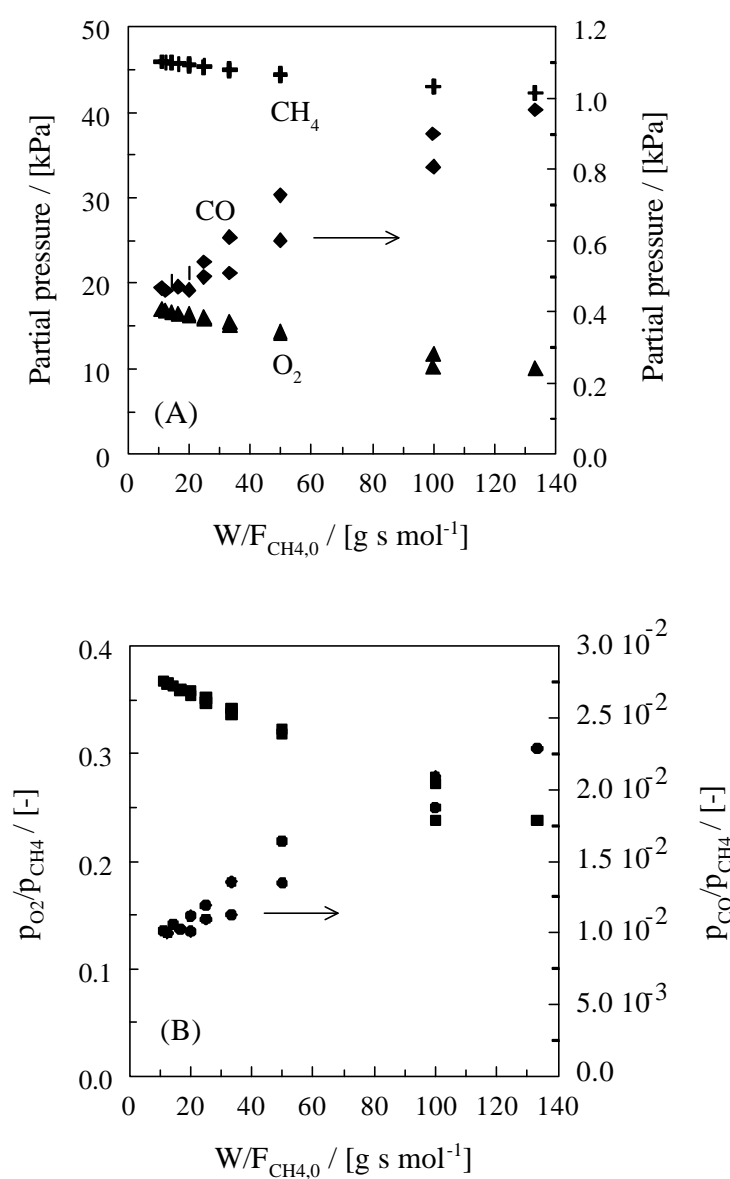 50
40
30
20
10
0
Partial pressure / [kPa]
1.2
1.0
0.8
0.6
0.4
0.2
0.0
Partial pressure / [kPa]
CH4
CO
O2
(A)
0 20 40 60 80 100 120 140
W/FCH4,0 / [g s mol-1]
0.4
0.3
0.2
0.1
0.0
pO2/pCH4 / [-]
3.0 10-2
2.5 10-2
2.0 10-2
1.5 10-2
1.0 10-2
5.0 10-3
0.0
pCO/pCH4 / [-]
(B)
0 20 40 60 80 100 120 140
W/FCH4,0 / [g s mol-1]